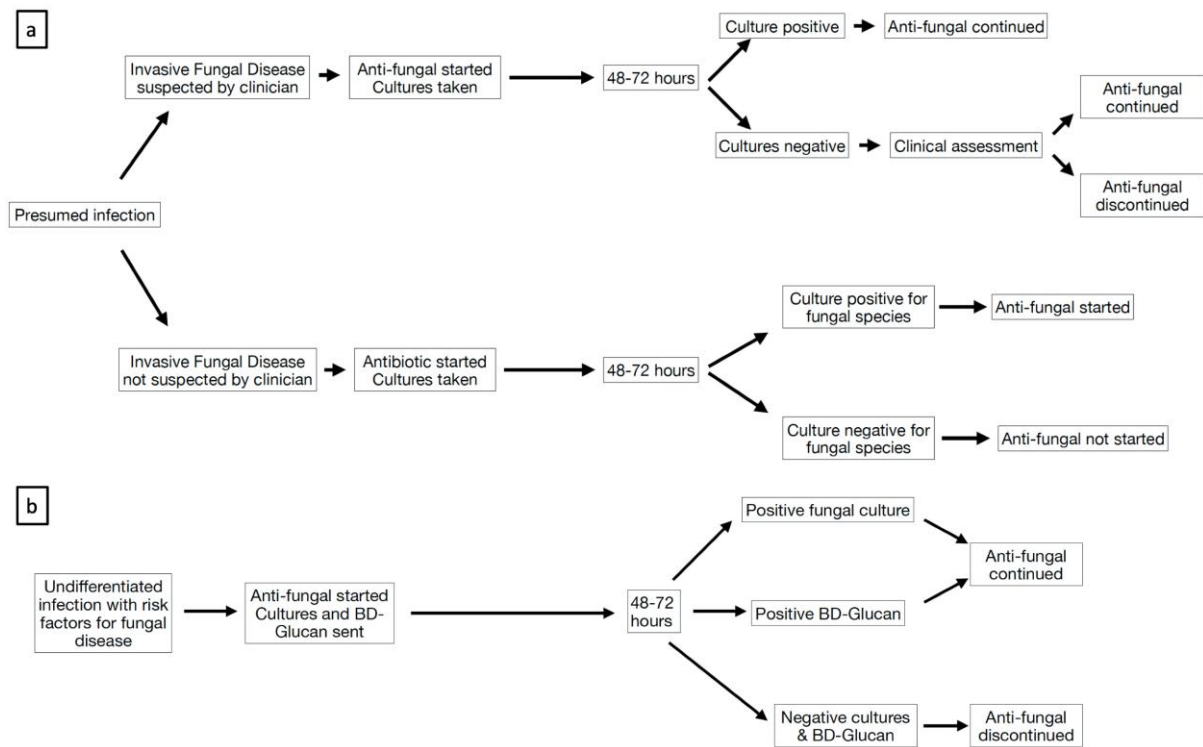 a
Presumed infection
Invasive Fungal Disease
suspected by clinician
Anti-fungal started
Cultures taken
48-72 hours
Culture positive
Anti-fungal continued
Cultures negative
Clinical assessment
Anti-fungal
continued
Anti-fungal
discontinued
Invasive Fungal Disease
not suspected by clinician
Antibiotic started
Cultures taken
48-72 hours
Culture positive for
fungal species
Anti-fungal started
Culture negative for
fungal species
Anti-fungal not started
b
Undifferentiated
infection with risk
factors for fungal
disease
Anti-fungal started
Cultures and BD-
Glucan sent
48-72
hours
Positive fungal culture
Positive BD-Glucan
Anti-fungal
continued
Negative cultures
& BD-Glucan
Anti-fungal
discontinued